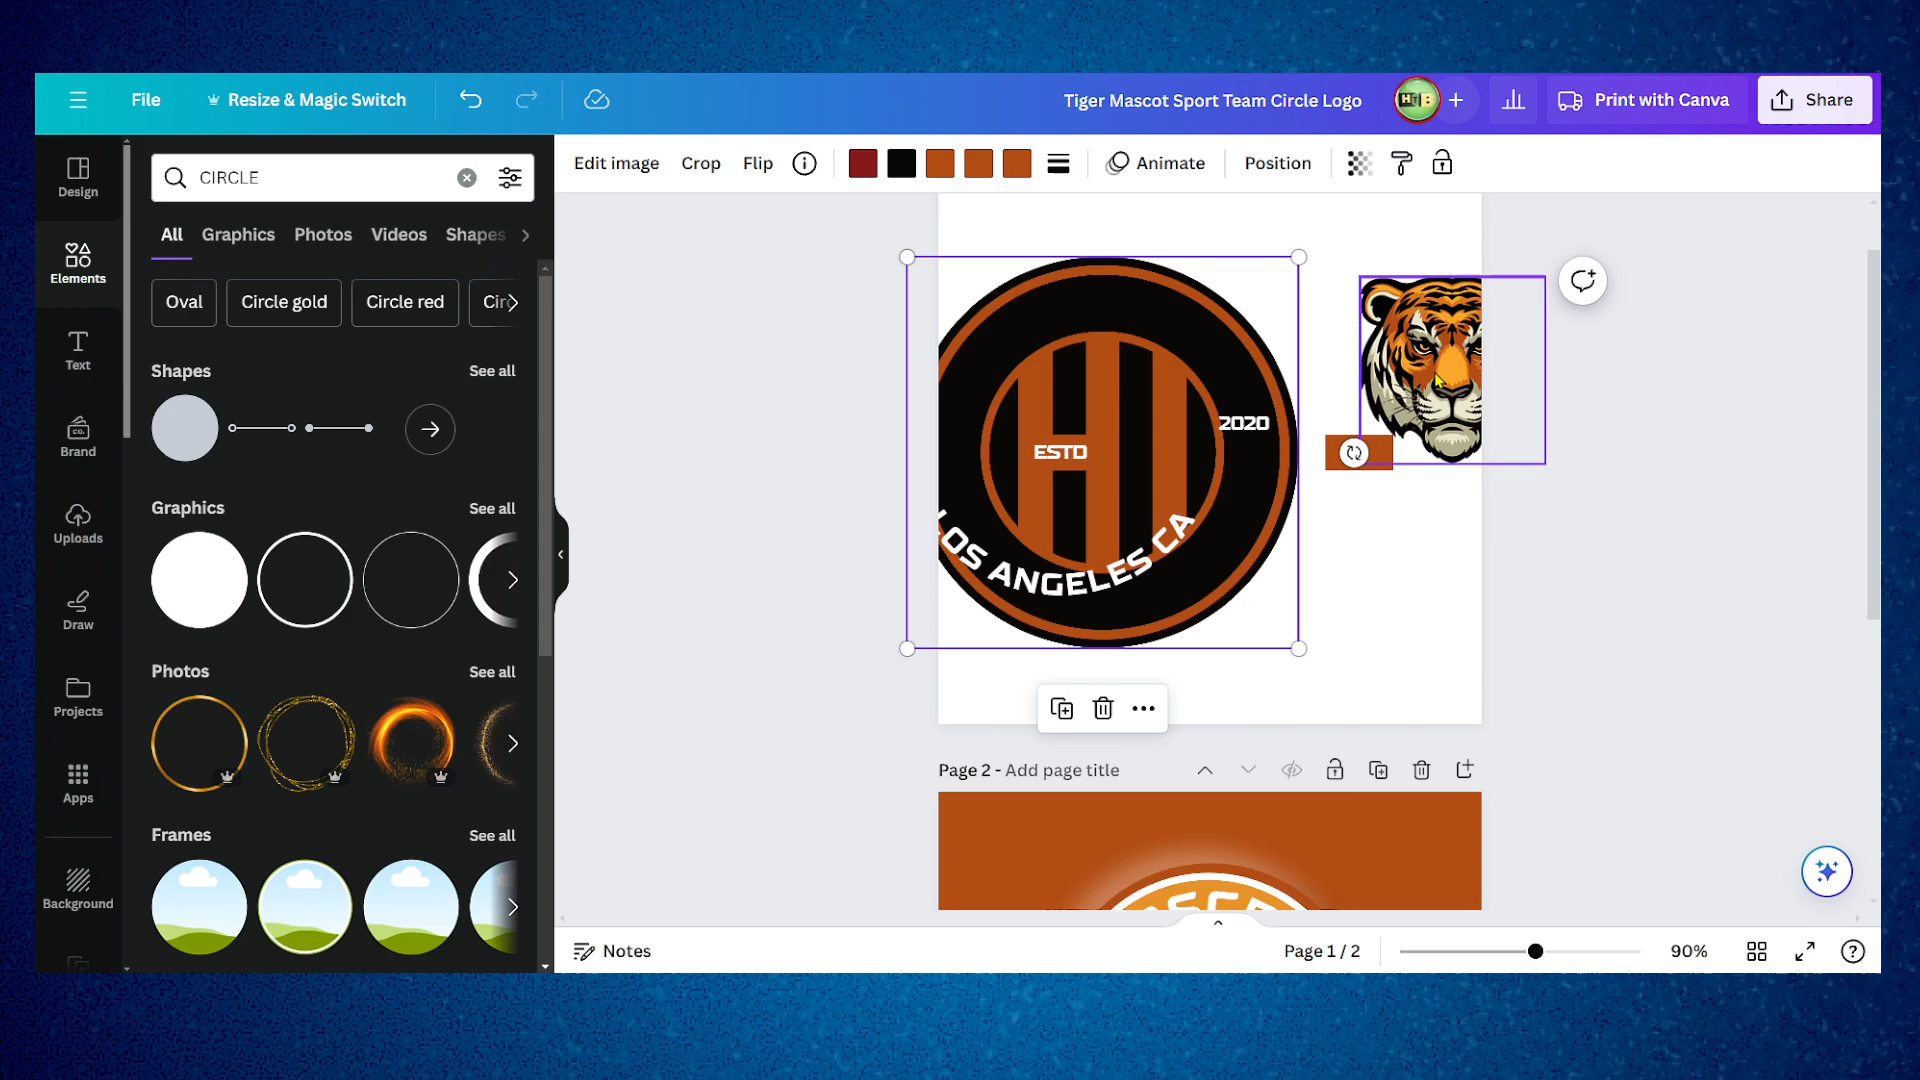 File
Resize & Magic Switch
Tiger Mascot Sport Team Circle Logo
Print with Canva
Share
Design
Elements
Text
Brand
Uploads
Draw
Projects
Apps
Background
CIRCLE
All
Graphics
Photos
Videos
Shapes
Oval
Circle gold
Circle red
Cir
Shapes
See all
Graphics
See all
Photos
See all
Frames
See all
Edit image
Crop
Flip
Animate
Position
HI
ESTD
2020
LOS ANGELES CA
Page 2 - Add page title
Notes
Page 1 / 2
90%